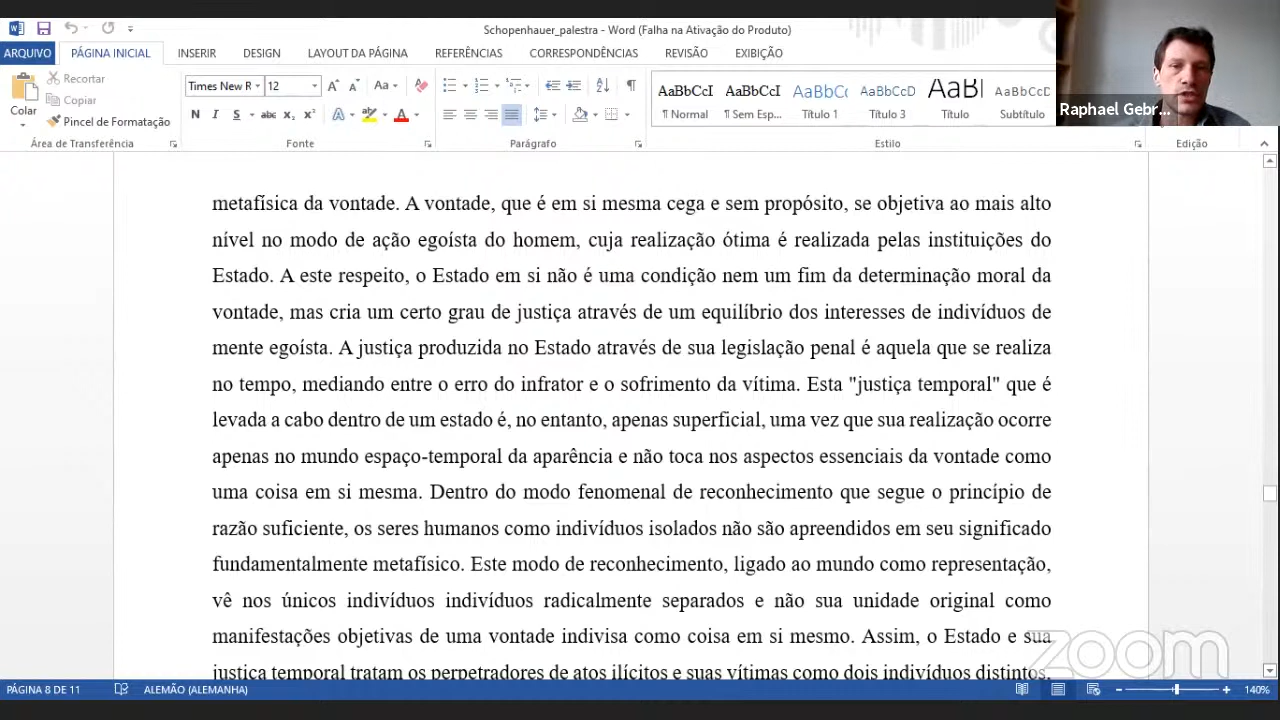 Schopenhauer_palestra - Word (Falha na Ativação do Produto)
ARQUIVO PÁGINA INICIAL INSERIR DESIGN LAYOUT DA PÁGINA REFERÊNCIAS CORRESPONDÊNCIAS REVISÃO EXIBIÇÃO
Raphael Gebr...
Colar
Recortar
Copiar
Pincel de Formatação
Times New R 12 Aa
N I S abc x₂ x² A A
AaBbCcI AaBbCcI AaBbCc AaBbCcD AaBl AaBbCcD
¶ Normal ¶ Sem Esp... Título 1 Título 3 Título Subtítulo
Área de Transferência Fonte Parágrafo Estilo Edição
metafísica da vontade. A vontade, que é em si mesma cega e sem propósito, se objetiva ao mais alto
nível no modo de ação egoísta do homem, cuja realização ótima é realizada pelas instituições do
Estado. A este respeito, o Estado em si não é uma condição nem um fim da determinação moral da
vontade, mas cria um certo grau de justiça através de um equilíbrio dos interesses de indivíduos de
mente egoísta. A justiça produzida no Estado através de sua legislação penal é aquela que se realiza
no tempo, mediando entre o erro do infrator e o sofrimento da vítima. Esta "justiça temporal" que é
levada a cabo dentro de um estado é, no entanto, apenas superficial, uma vez que sua realização ocorre
apenas no mundo espaço-temporal da aparência e não toca nos aspectos essenciais da vontade como
uma coisa em si mesma. Dentro do modo fenomenal de reconhecimento que segue o princípio de
razão suficiente, os seres humanos como indivíduos isolados não são apreendidos em seu significado
fundamentalmente metafísico. Este modo de reconhecimento, ligado ao mundo como representação,
vê nos únicos indivíduos indivíduos radicalmente separados e não sua unidade original como
manifestações objetivas de uma vontade indivisa como coisa em si mesmo. Assim, o Estado e sua
justiça temporal tratam os perpetradores de atos ilícitos e suas vítimas como dois indivíduos distintos.
zoom
PÁGINA 8 DE 11 ALEMÃO (ALEMANHA) 140%